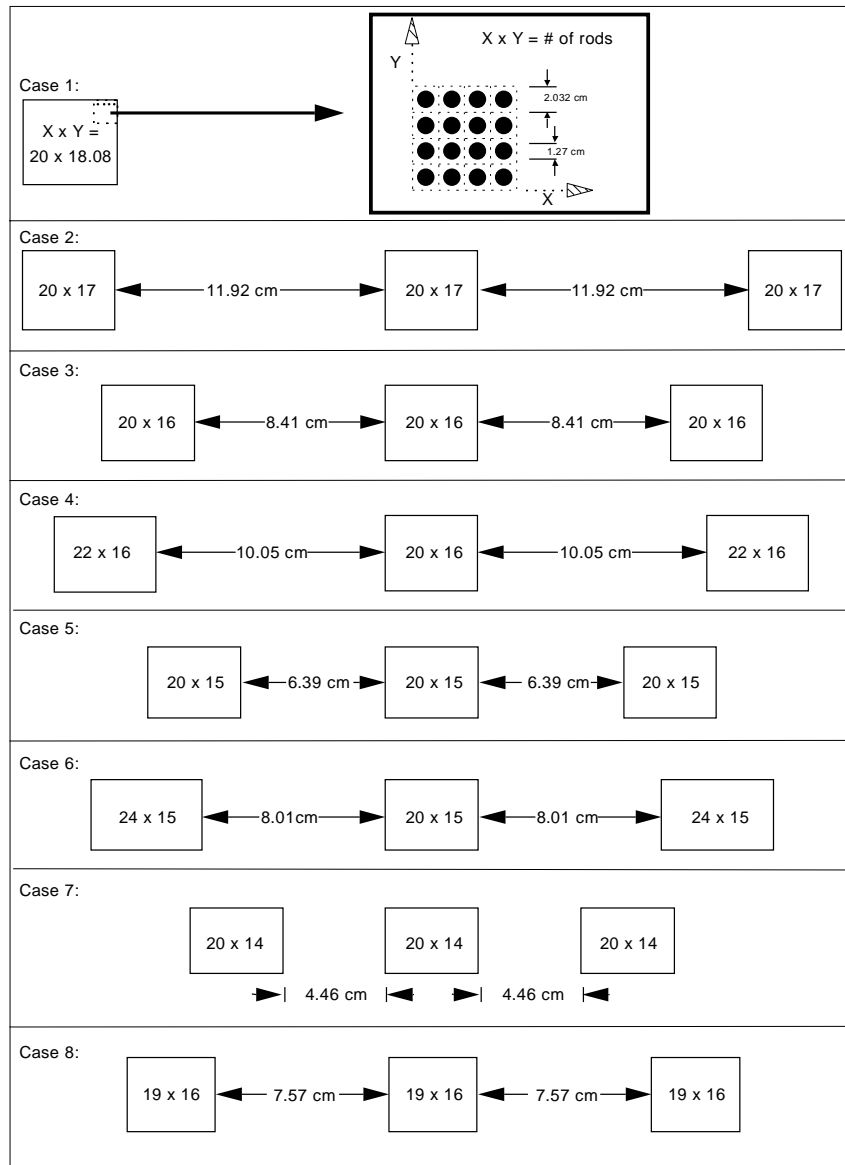 X x Y = # of rods
Y
Case 1:
2.032 cm
X x Y =
20 x 18.08
1.27 cm
X
Case 2:
20 x 17
11.92 cm
20 x 17
11.92 cm
20 x 17
Case 3:
20 x 16
8.41 cm
20 x 16
8.41 cm
20 x 16
Case 4:
22 x 16
10.05 cm
20 x 16
10.05 cm
22 x 16
Case 5:
20 x 15
6.39 cm
20 x 15
6.39 cm
20 x 15
Case 6:
24 x 15
8.01cm
20 x 15
8.01 cm
24 x 15
Case 7:
20 x 14
20 x 14
20 x 14
4.46 cm
4.46 cm
Case 8:
19 x 16
7.57 cm
19 x 16
7.57 cm
19 x 16